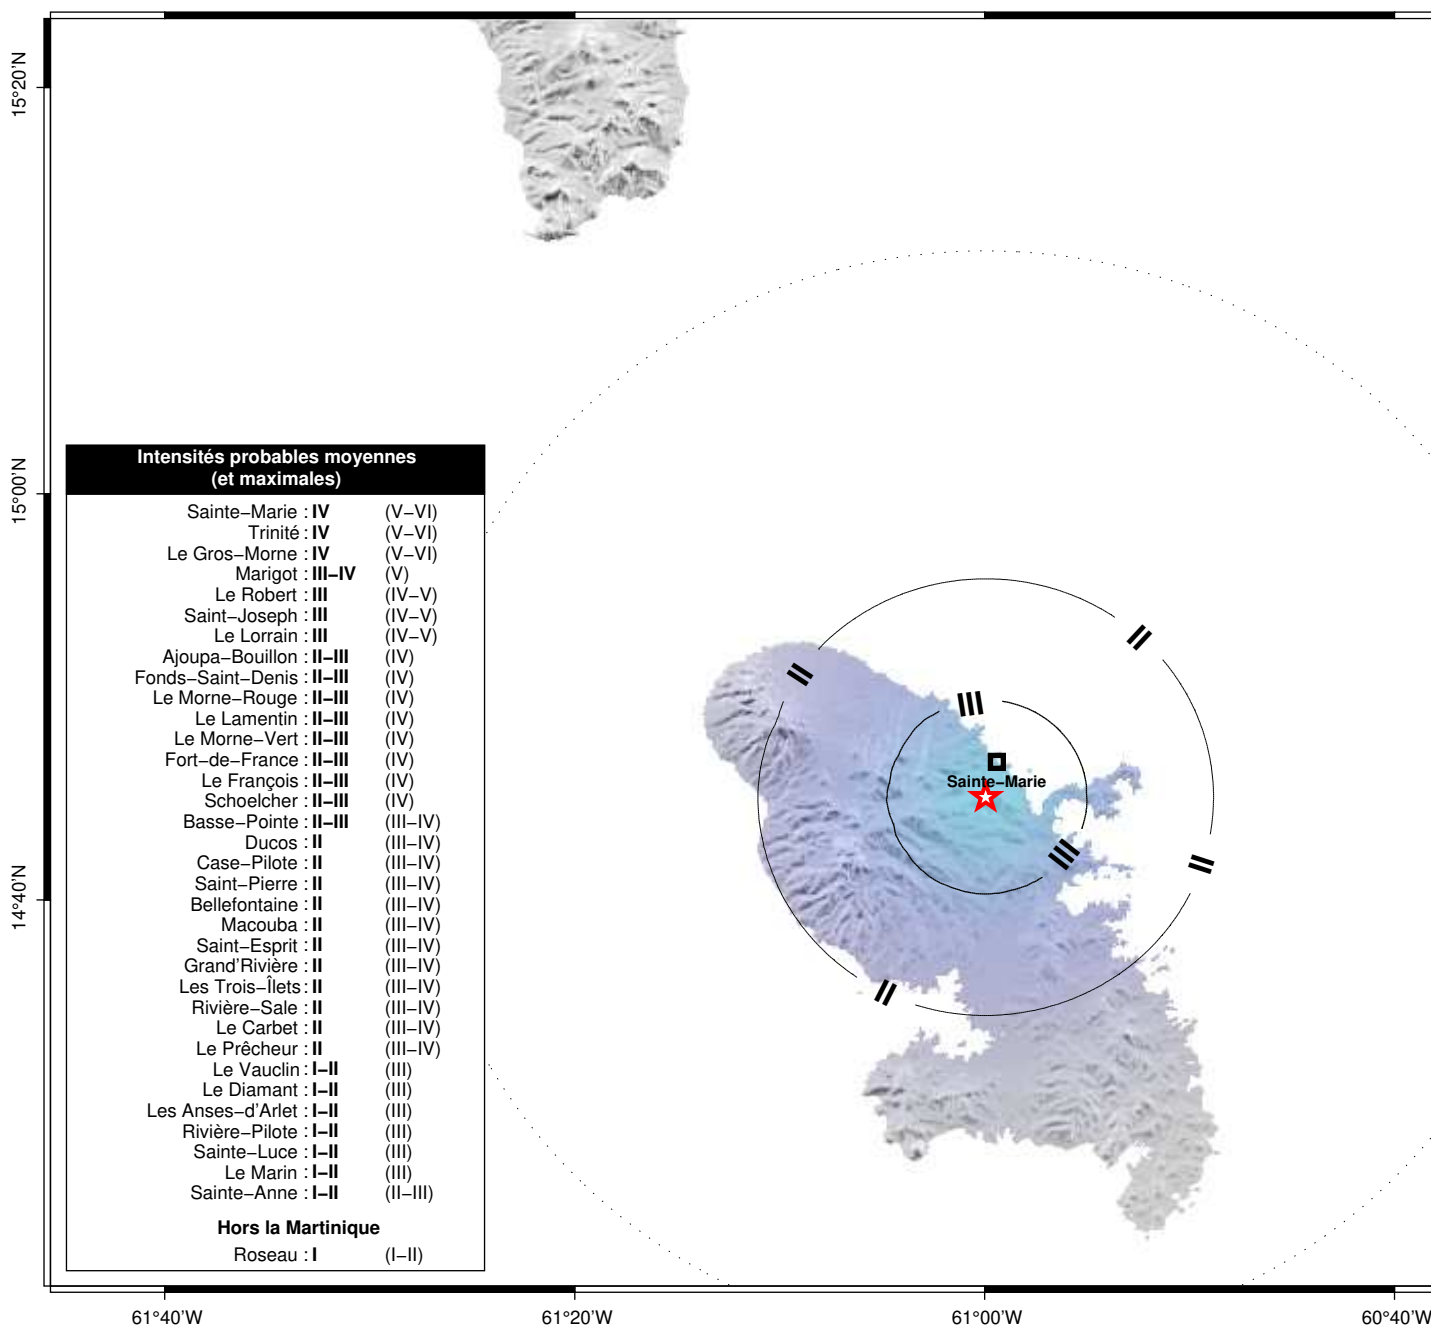 15°20'N
15°00'N
14°40'N
Intensités probables moyennes
(et maximales)
Sainte−Marie : IV (V−VI)
Trinité : IV (V−VI)
Le Gros−Morne : IV (V−VI)
Marigot : III−IV (V)
Le Robert : III (IV−V)
Saint−Joseph : III (IV−V)
Le Lorrain : III (IV−V)
Ajoupa−Bouillon : II−III (IV)
Fonds−Saint−Denis : II−III (IV)
Le Morne−Rouge : II−III (IV)
Le Lamentin : II−III (IV)
Le Morne−Vert : II−III (IV)
Fort−de−France : II−III (IV)
Le François : II−III (IV)
Schoelcher : II−III (IV)
Basse−Pointe : II−III (III−IV)
Ducos : II (III−IV)
Case−Pilote : II (III−IV)
Saint−Pierre : II (III−IV)
Bellefontaine : II (III−IV)
Macouba : II (III−IV)
Saint−Esprit : II (III−IV)
Grand'Rivière : II (III−IV)
Les Trois−Îlets : II (III−IV)
Rivière−Sale : II (III−IV)
Le Carbet : II (III−IV)
Le Prêcheur : II (III−IV)
Le Vauclin : I−II (III)
Le Diamant : I−II (III)
Les Anses−d'Arlet : I−II (III)
Rivière−Pilote : I−II (III)
Sainte−Luce : I−II (III)
Le Marin : I−II (III)
Sainte−Anne : I−II (II−III)
Hors la Martinique
Roseau : I (I−II)
II
II
III
Sainte−Marie
III
II
II
61°40'W
61°20'W
61°00'W
60°40'W